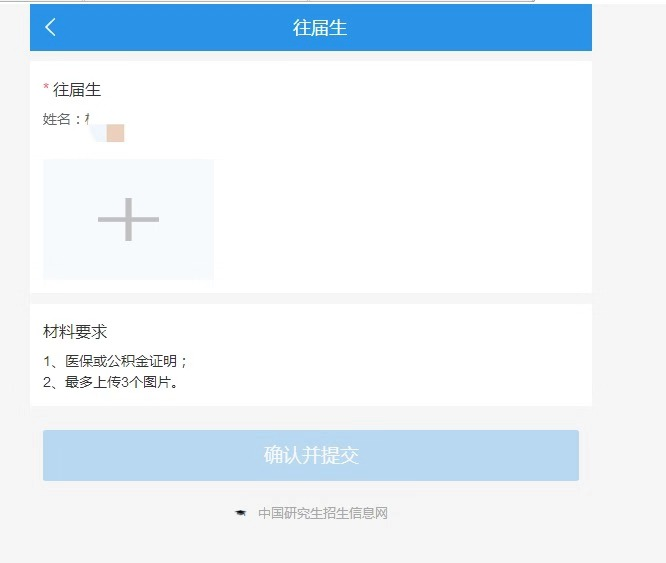 往届生
* 往届生
姓名：
材料要求
1、医保或公积金证明；
2、最多上传3个图片。
确认并提交
中国研究生招生信息网